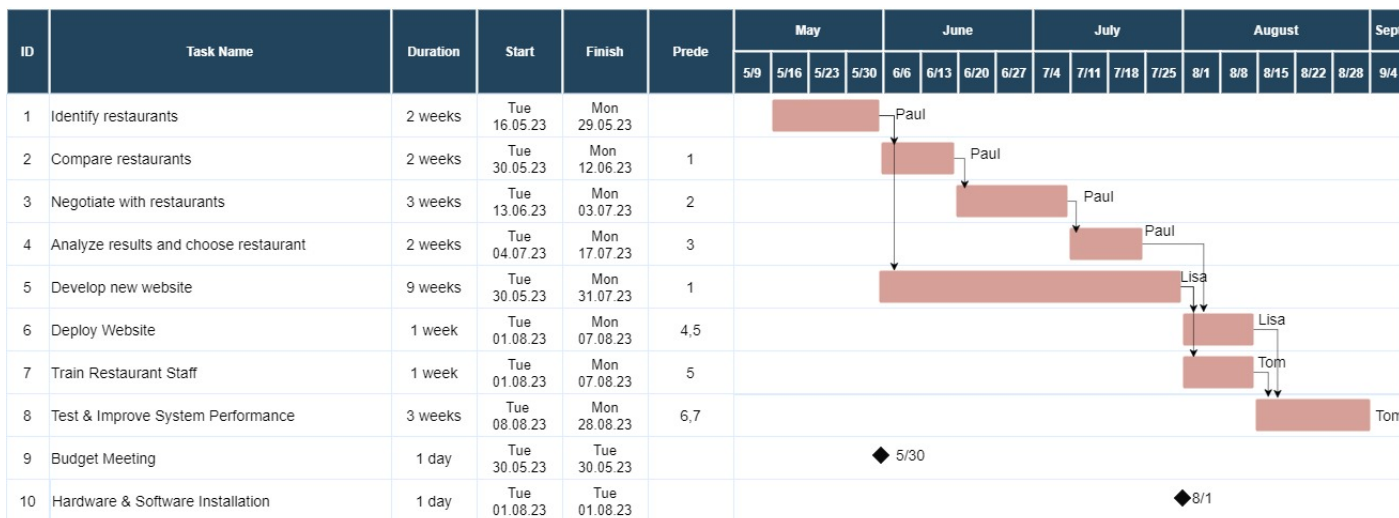 ID Task Name Duration Start Finish Prede May June July August Sept
5/9 5/16 5/23 5/30 6/6 6/13 6/20 6/27 7/4 7/11 7/18 7/25 8/1 8/8 8/15 8/22 8/28 9/4
1 Identify restaurants 2 weeks Tue 16.05.23 Mon 29.05.23 Paul
2 Compare restaurants 2 weeks Tue 30.05.23 Mon 12.06.23 1 Paul
3 Negotiate with restaurants 3 weeks Tue 13.06.23 Mon 03.07.23 2 Paul
4 Analyze results and choose restaurant 2 weeks Tue 04.07.23 Mon 17.07.23 3 Paul
5 Develop new website 9 weeks Tue 30.05.23 Mon 31.07.23 1 Lisa
6 Deploy Website 1 week Tue 01.08.23 Mon 07.08.23 4,5 Lisa
7 Train Restaurant Staff 1 week Tue 01.08.23 Mon 07.08.23 5 Tom
8 Test & Improve System Performance 3 weeks Tue 08.08.23 Mon 28.08.23 6,7 Tom
9 Budget Meeting 1 day Tue 30.05.23 Tue 30.05.23 5/30
10 Hardware & Software Installation 1 day Tue 01.08.23 Tue 01.08.23 8/1